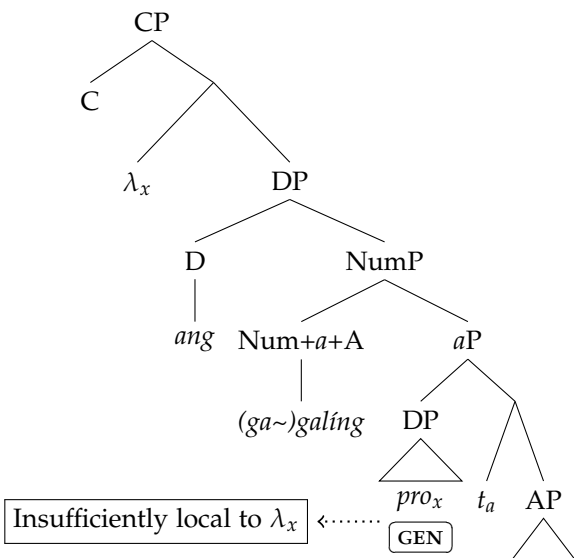 CP
C
λx
DP
D
NumP
ang
Num+a+A
aP
(ga~)galíng
DP
prox
ta
AP
Insufficiently local to λx
GEN